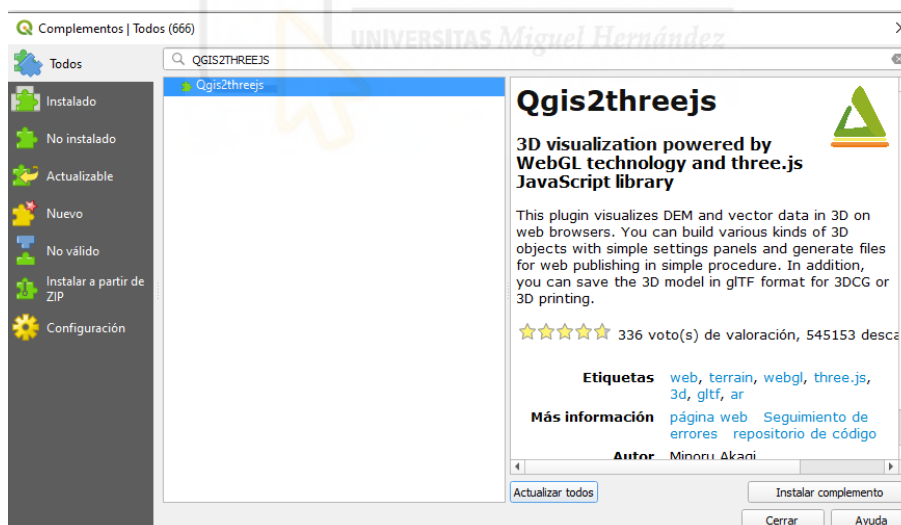 Complementos | Todos (666)
UNIVERSITAS Miguel Hernández
Todos
Instalado
No instalado
Actualizable
Nuevo
No válido
Instalar a partir de
ZIP
Configuración
QGIS2THREEJS
Qgis2threejs
Qgis2threejs
3D visualization powered by
WebGL technology and three.js
JavaScript library
This plugin visualizes DEM and vector data in 3D on
web browsers. You can build various kinds of 3D
objects with simple settings panels and generate files
for web publishing in simple procedure. In addition,
you can save the 3D model in glTF format for 3DCG or
3D printing.
336 voto(s) de valoración, 545153 desca
Etiquetas web, terrain, webgl, three.js,
3d, gltf, ar
Más información página web Seguimiento de
errores repositorio de código
Autor Minoru Akagi
Actualizar todos
Instalar complemento
Cerrar
Ayuda